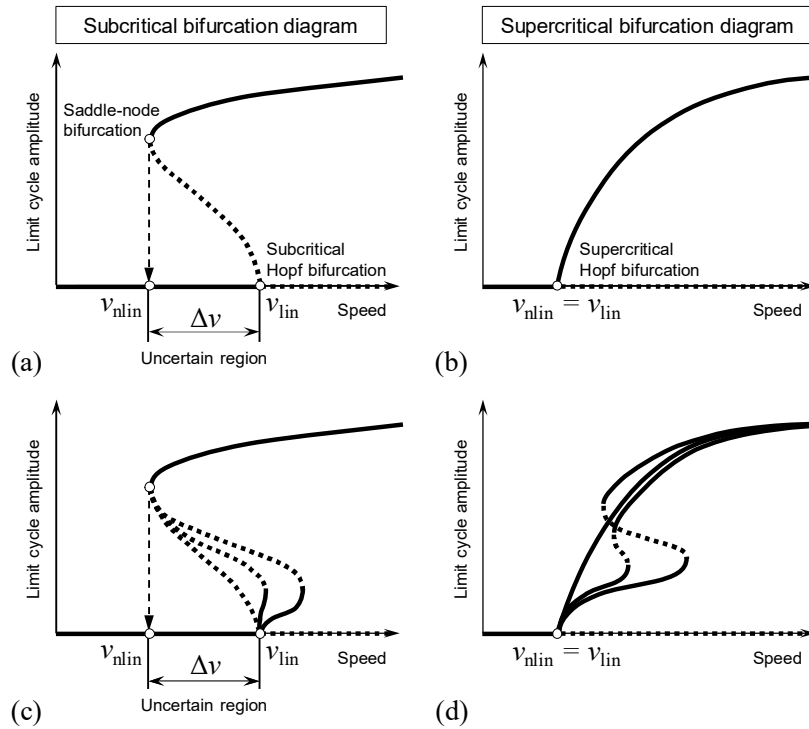 Subcritical bifurcation diagram
Supercritical bifurcation diagram
Limit cycle amplitude
Saddle-node
bifurcation
Subcritical
Hopf bifurcation
v_nlin
v_lin
Speed
Δv
Uncertain region
(a)
Limit cycle amplitude
Supercritical
Hopf bifurcation
v_nlin = v_lin
Speed
(b)
Limit cycle amplitude
v_nlin
v_lin
Speed
Δv
Uncertain region
(c)
Limit cycle amplitude
v_nlin = v_lin
Speed
(d)